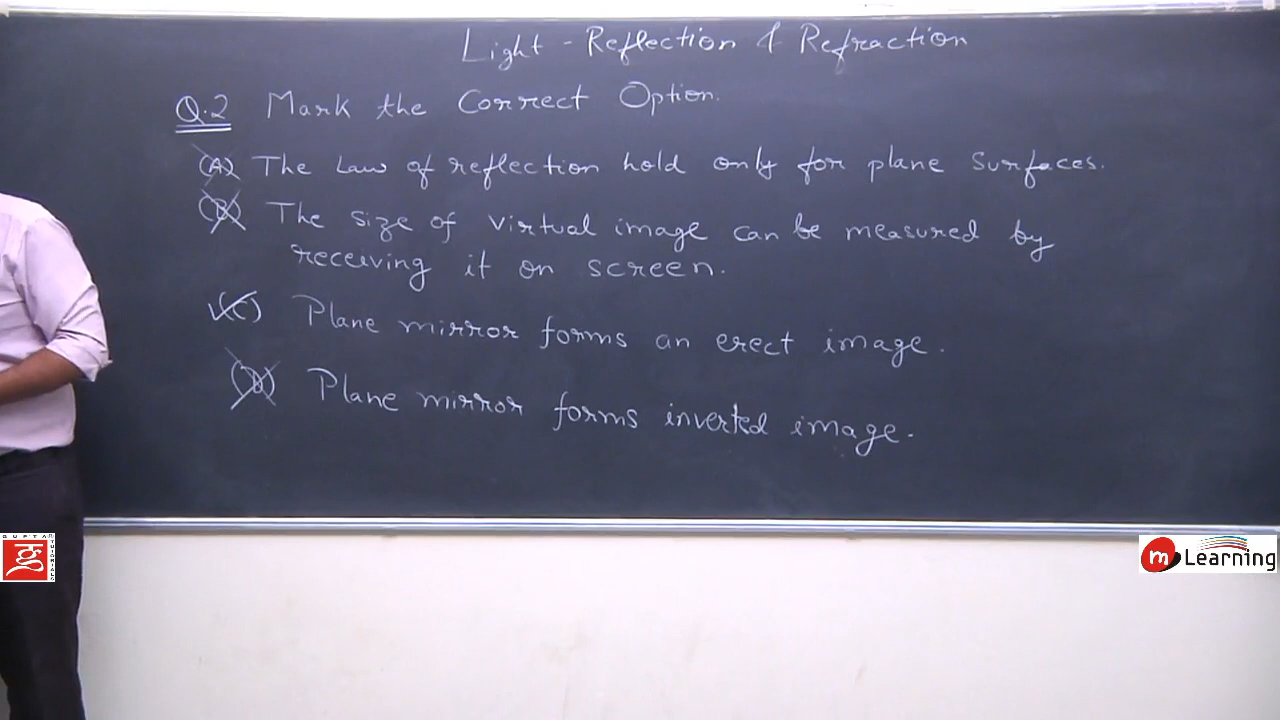 Light - Reflection & Refraction
Q.2 Mark the Correct Option.
(A) The Law of reflection hold only for plane surfaces.
(B) The size of virtual image can be measured by
receiving it on screen.
(C) Plane mirror forms an erect image.
(D) Plane mirror forms inverted image.
GUPTA
TUTORIALS
m Learning